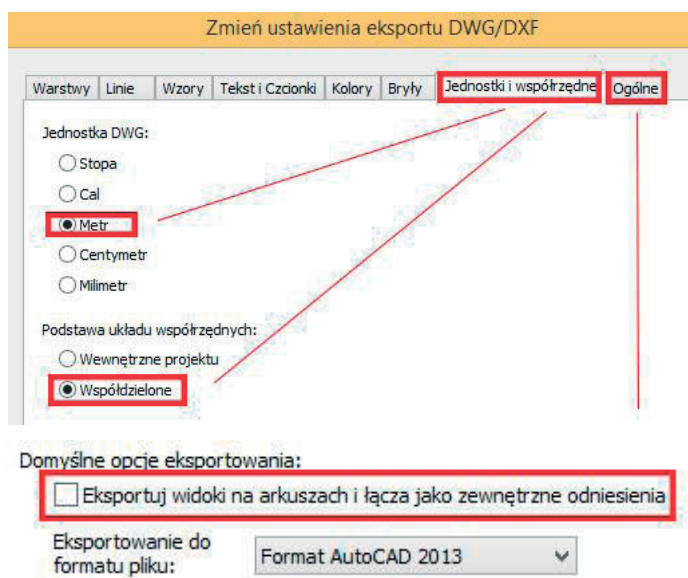 Zmień ustawienia eksportu DWG/DXF
Warstwy Linie Wzory Tekst i Czcionki Kolory Bryły Jednostki i współrzędne Ogólne
Jednostka DWG:
Stopa
Cal
Metr
Centymetr
Milimetr
Podstawa układu współrzędnych:
Wewnętrzne projektu
Współdzielone
Domyślne opcje eksportowania:
Eksportuj widoki na arkuszach i łącza jako zewnętrzne odniesienia
Eksportowanie do
formatu pliku:
Format AutoCAD 2013